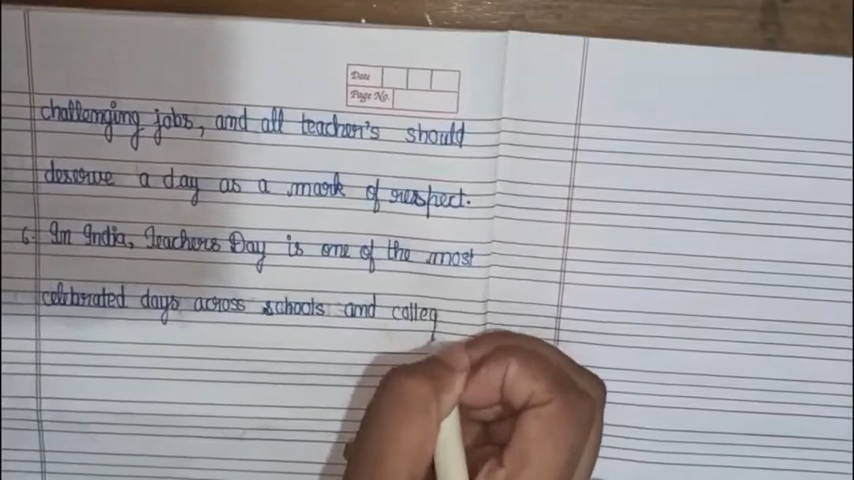 Date
Page No.
challenging jobs, and all teacher's should
deserve a day as a mark of respect.
6. In India, Teachers Day is one of the most
celebrated days across schools and colleg